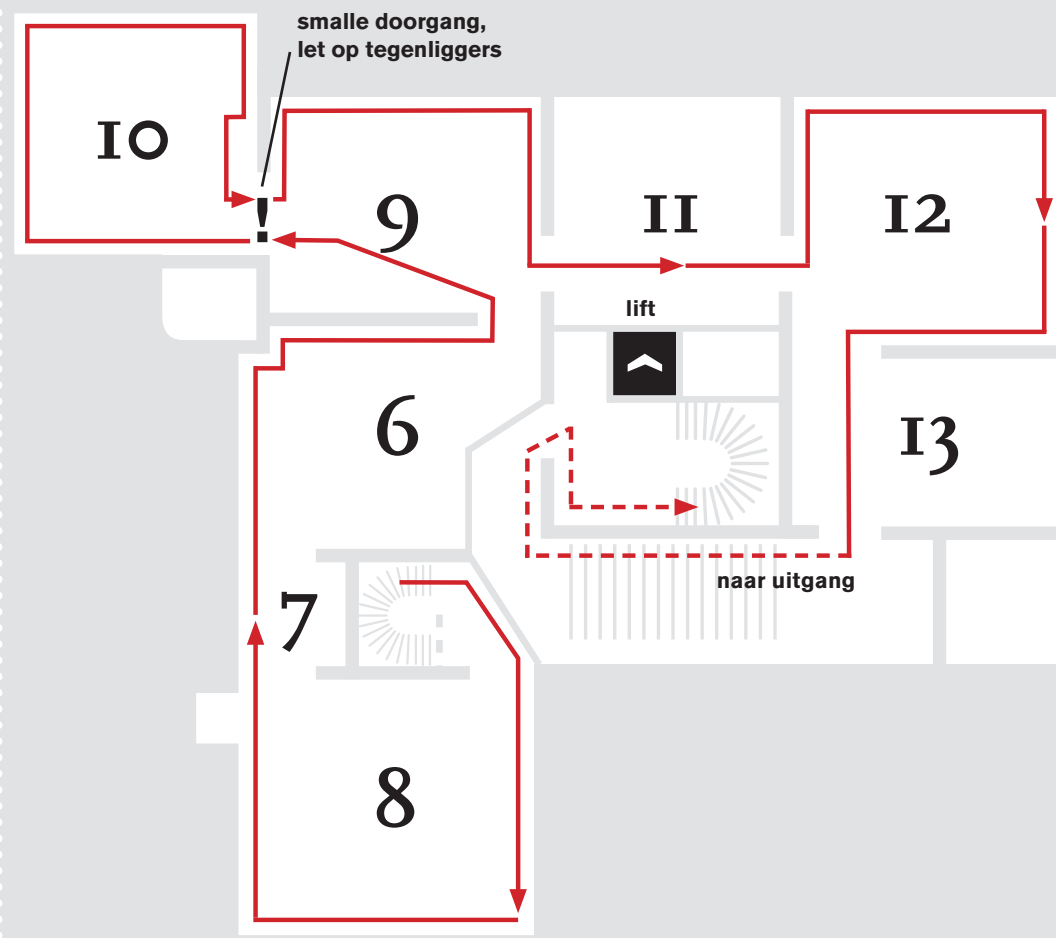 smalle doorgang,
let op tegenliggers
10
!
9
11
12
lift
6
13
naar uitgang
7
8